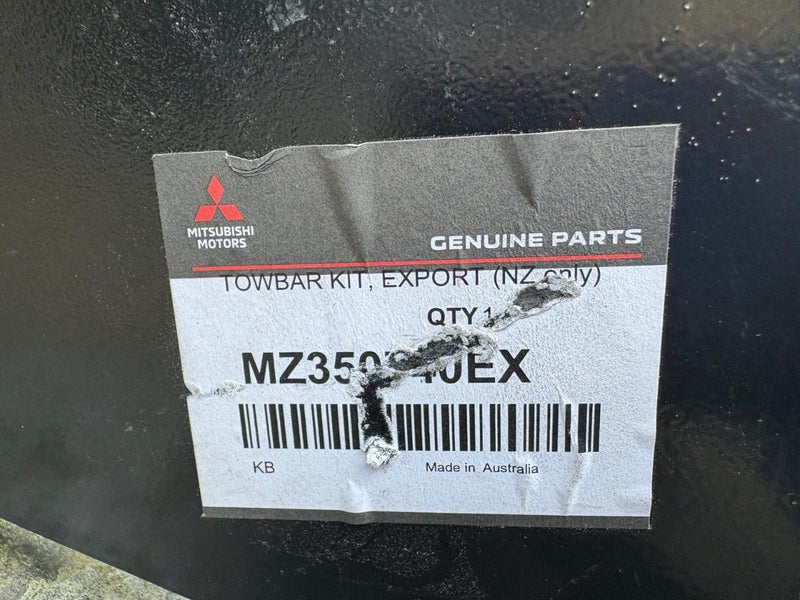 MITSUBISHI
MOTORS
GENUINE PARTS
TOWBAR KIT, EXPORT (NZ only)
QTY 1
KB
Made in Australia